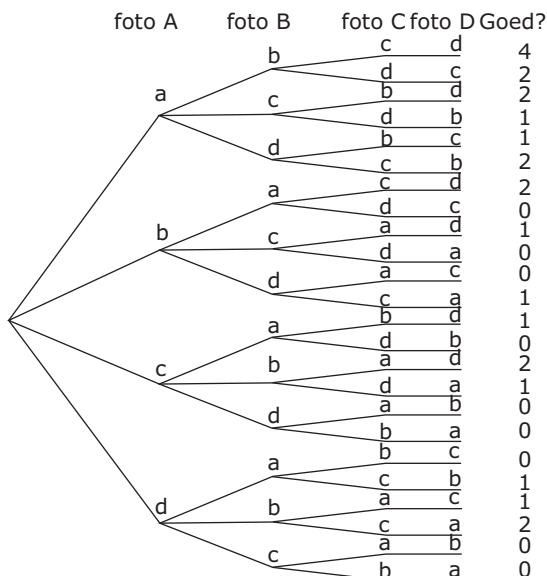 foto A foto B foto C foto D Goed?
b c d 4
d c 2
a c b d 2
d b 1
d b c 1
c b 2
a c d 2
d c 0
b c a d 1
d a 0
d a c 0
c a 1
a b d 1
d b 0
c b a d 2
d a 1
d a b 0
b a 0
a b c 0
c b 1
d b a c 1
c a 2
c a b 0
b a 0